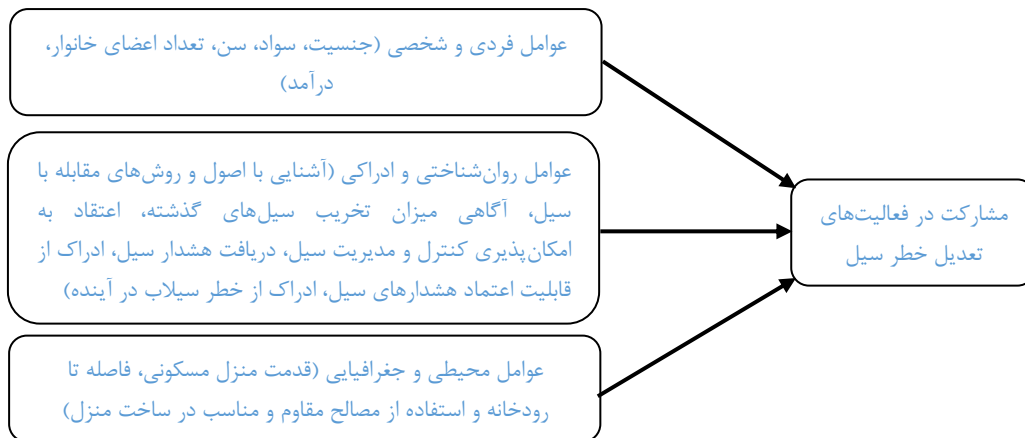 عوامل فردی و شخصی (جنسیت، سواد، سن، تعداد اعضای خانوار،
درآمد)
عوامل روان‌شناختی و ادراکی (آشنایی با اصول و روش‌های مقابله با
سیل، آگاهی میزان تخریب سیل‌های گذشته، اعتقاد به
امکان‌پذیری کنترل و مدیریت سیل، دریافت هشدار سیل، ادراک از
قابلیت اعتماد هشدارهای سیل، ادراک از خطر سیلاب در آینده)
عوامل محیطی و جغرافیایی (قدمت منزل مسکونی، فاصله تا
رودخانه و استفاده از مصالح مقاوم و مناسب در ساخت منزل)
مشارکت در فعالیت‌های
تعدیل خطر سیل